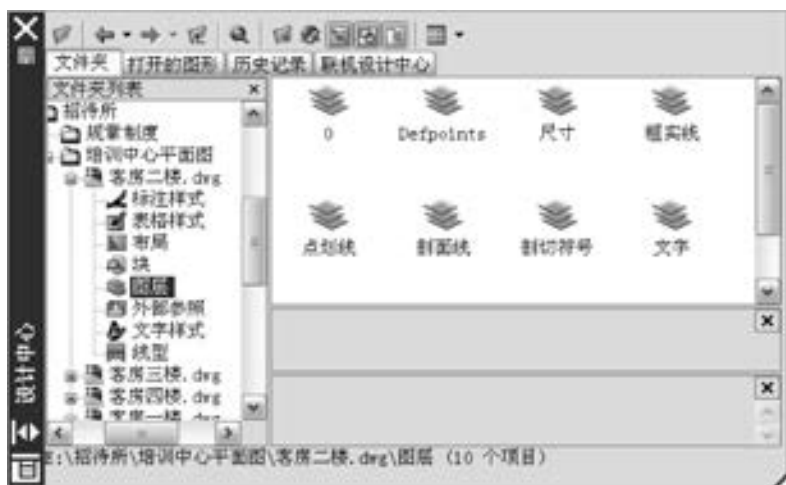 文件夹 打开的图形 历史记录 联机设计中心
文件夹列表
招待所
规章制度
培训中心平面图
客房二楼.dwg
标注样式
表格样式
布局
块
图层
外部参照
文字样式
线型
客房三楼.dwg
客房四楼.dwg
客房一楼.dwg
0 Defpoints 尺寸 粗实线
点划线 剖面线 剖切符号 文字
设计中心
E:\招待所\培训中心平面图\客房二楼.dwg\图层 (10 个项目)